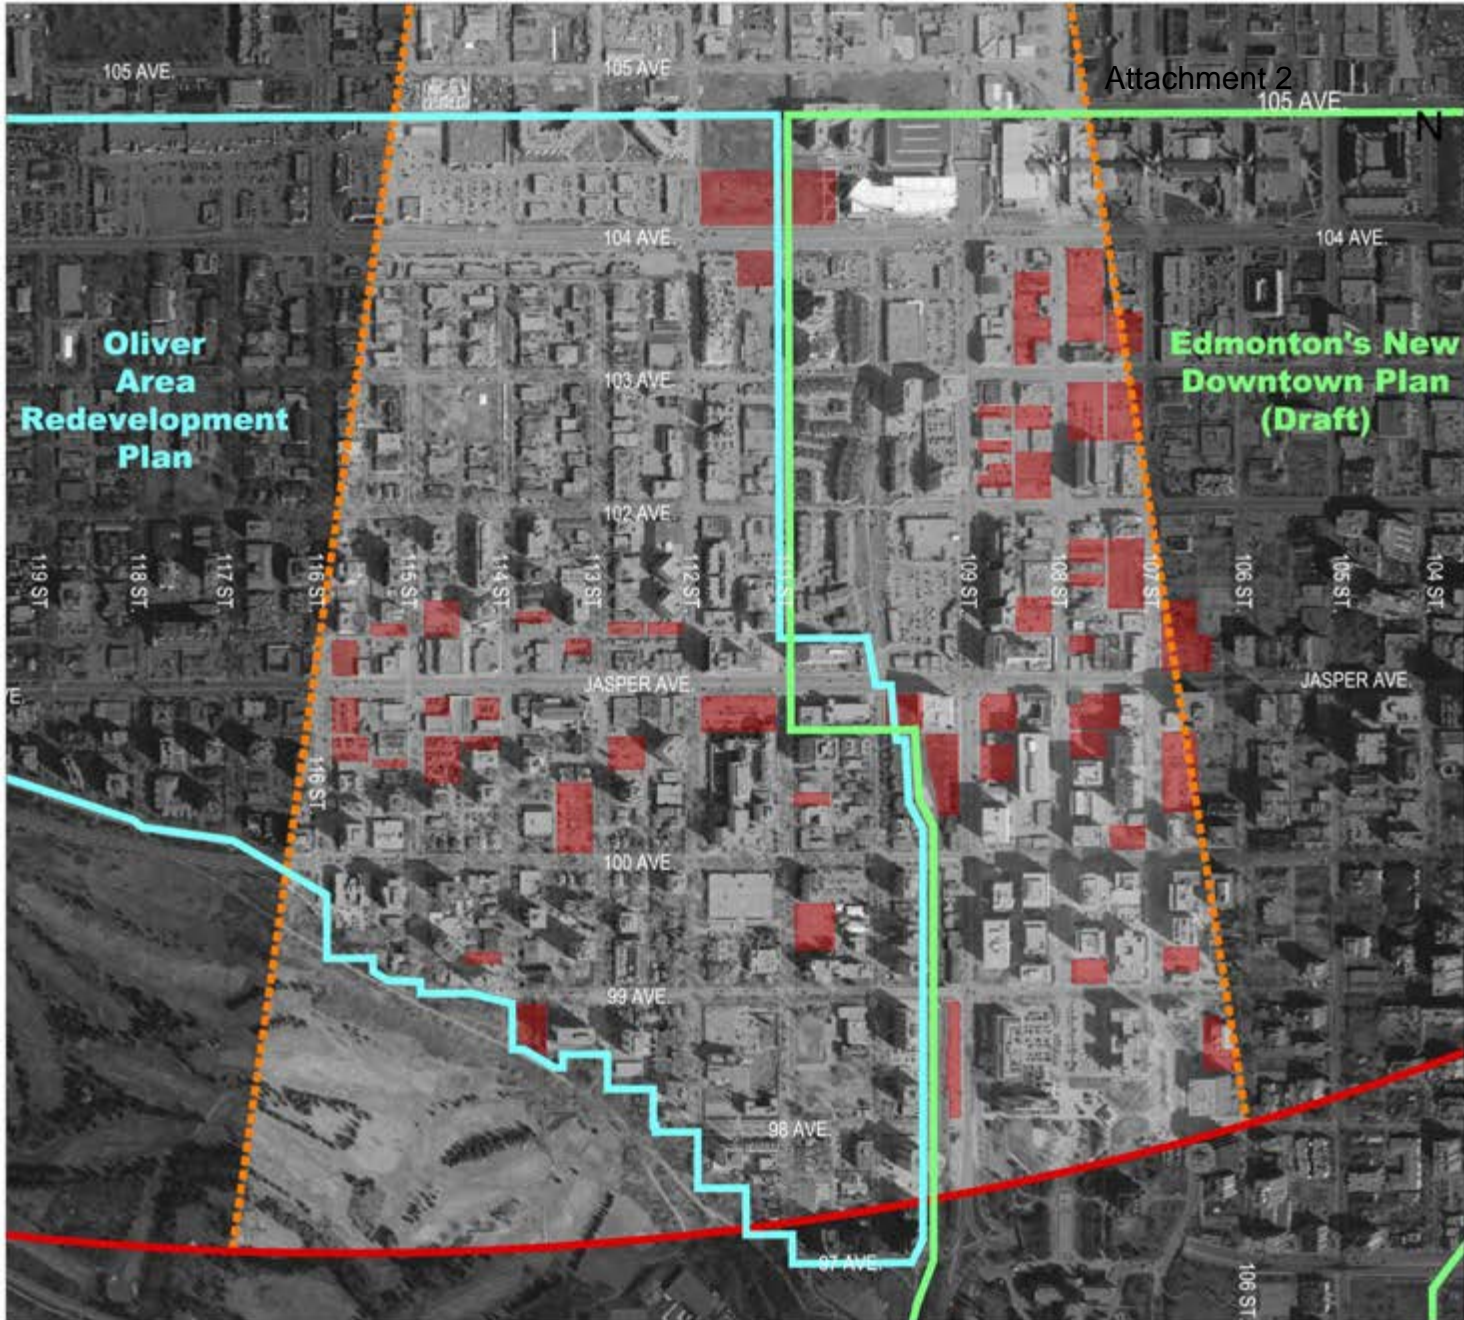 Attachment 2
105 AVE.
105 AVE
105 AVE.
N
104 AVE.
104 AVE.
Oliver
Area
Redevelopment
Plan
Edmonton's New
Downtown Plan
(Draft)
103 AVE.
102 AVE.
119 ST
118 ST
117 ST
116 ST
115 ST
114 ST
113 ST
112 ST
109 ST
108 ST
107 ST
106 ST
105 ST
104 ST
JASPER AVE.
JASPER AVE.
116 ST
100 AVE.
99 AVE.
98 AVE.
97 AVE.
106 ST